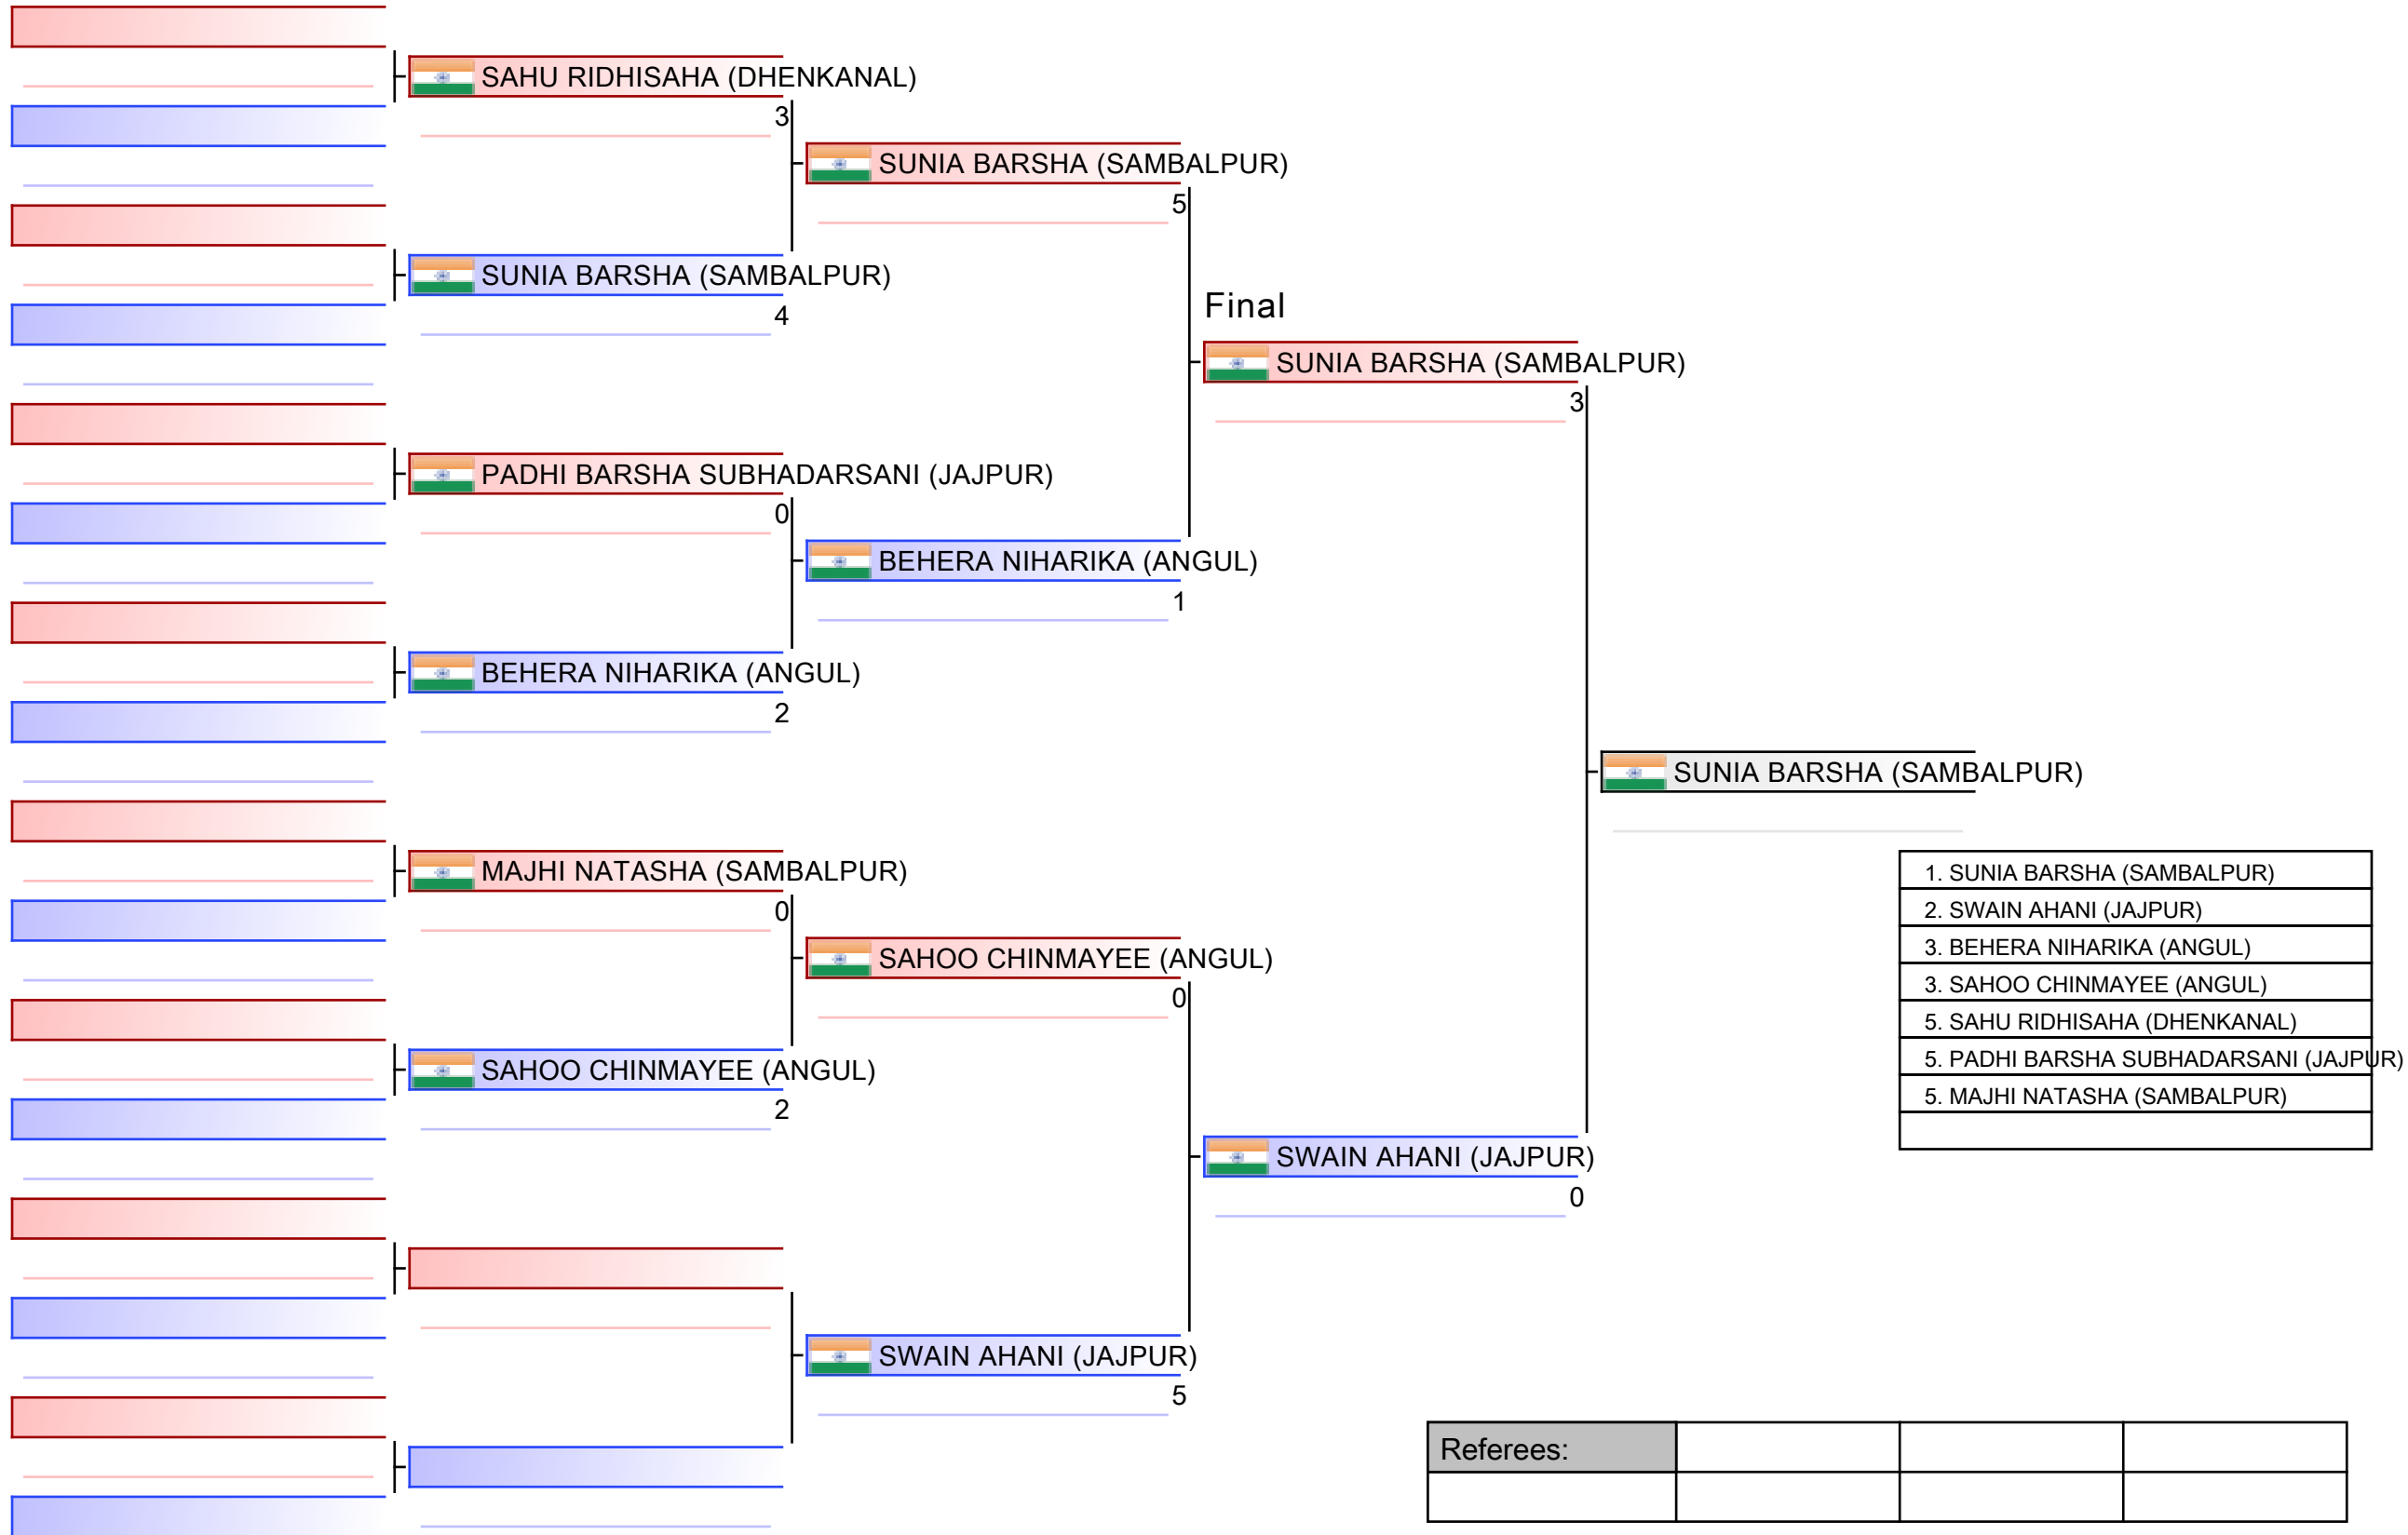 SAHU RIDHISAHA (DHENKANAL)
3
SUNIA BARSHA (SAMBALPUR)
5
SUNIA BARSHA (SAMBALPUR)
4
Final
SUNIA BARSHA (SAMBALPUR)
3
PADHI BARSHA SUBHADARSANI (JAJPUR)
0
BEHERA NIHARIKA (ANGUL)
1
BEHERA NIHARIKA (ANGUL)
2
SUNIA BARSHA (SAMBALPUR)
MAJHI NATASHA (SAMBALPUR)
0
SAHOO CHINMAYEE (ANGUL)
0
SAHOO CHINMAYEE (ANGUL)
2
SWAIN AHANI (JAJPUR)
0
SWAIN AHANI (JAJPUR)
5
1. SUNIA BARSHA (SAMBALPUR)
2. SWAIN AHANI (JAJPUR)
3. BEHERA NIHARIKA (ANGUL)
3. SAHOO CHINMAYEE (ANGUL)
5. SAHU RIDHISAHA (DHENKANAL)
5. PADHI BARSHA SUBHADARSANI (JAJPUR)
5. MAJHI NATASHA (SAMBALPUR)
Referees: